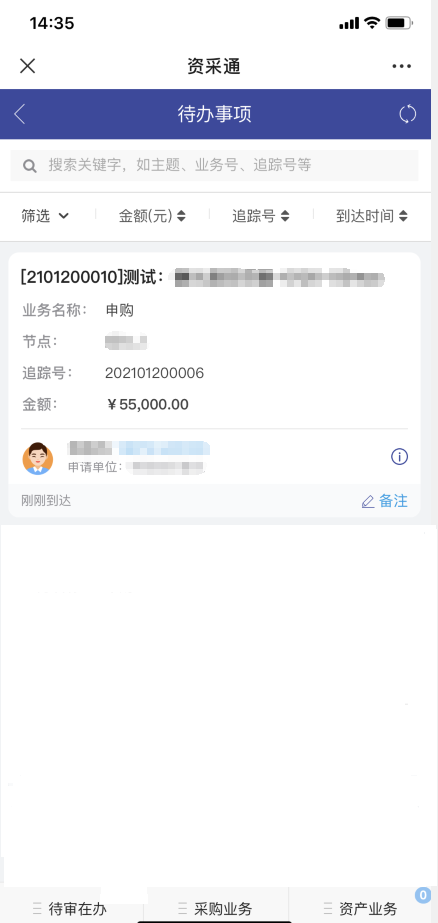 14:35
资采通
待办事项
搜索关键字，如主题、业务号、追踪号等
筛选 金额(元) 追踪号 到达时间
[2101200010]测试：
业务名称： 申购
节点：
追踪号： 202101200006
金额： ￥55,000.00
申请单位：
刚刚到达 备注
0
待审在办 采购业务 资产业务